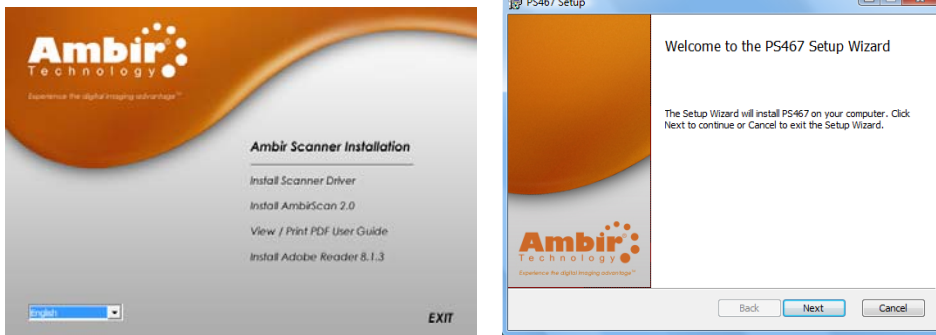 Ambir
Technology
Experience the digital imaging advantage™
Ambir Scanner Installation
Install Scanner Driver
Install AmbirScan 2.0
View / Print PDF User Guide
Install Adobe Reader 8.1.3
English
EXIT
PS467 Setup
Welcome to the PS467 Setup Wizard
The Setup Wizard will install PS467 on your computer. Click
Next to continue or Cancel to exit the Setup Wizard.
Ambir
Technology
Experience the digital imaging advantage™
Back Next Cancel